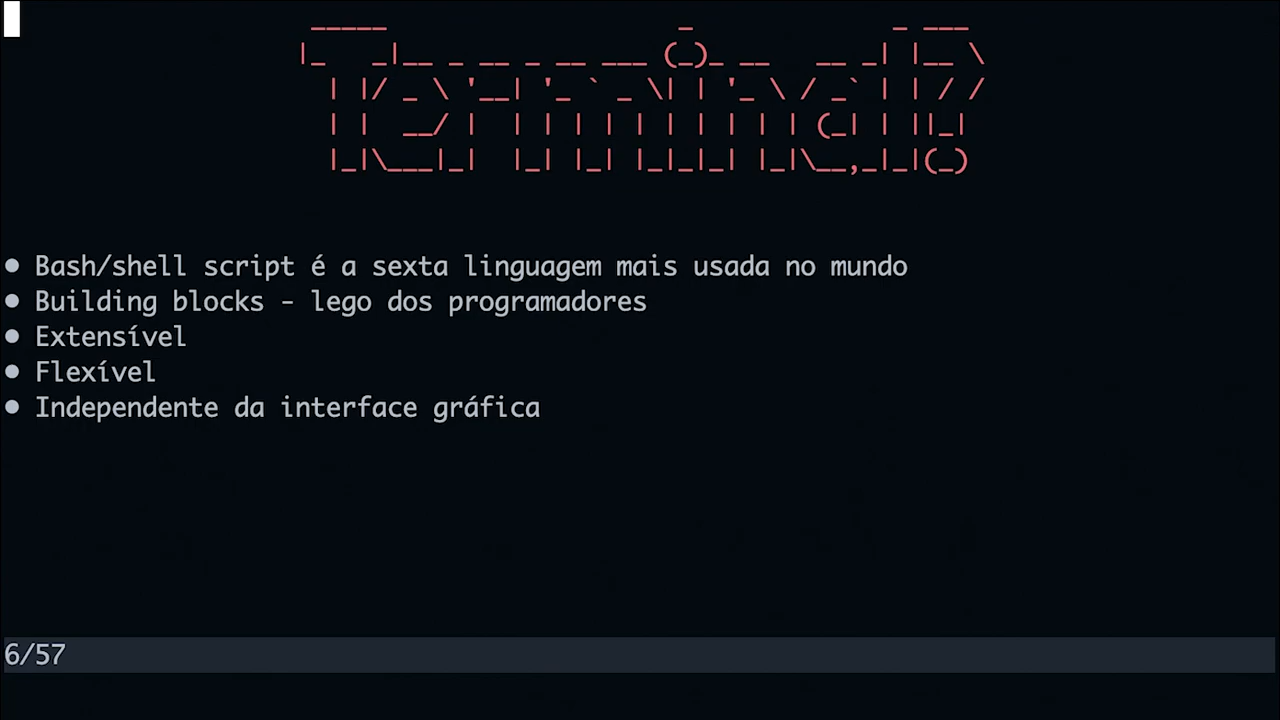 Terminal?
● Bash/shell script é a sexta linguagem mais usada no mundo
● Building blocks - lego dos programadores
● Extensível
● Flexível
● Independente da interface gráfica
6/57